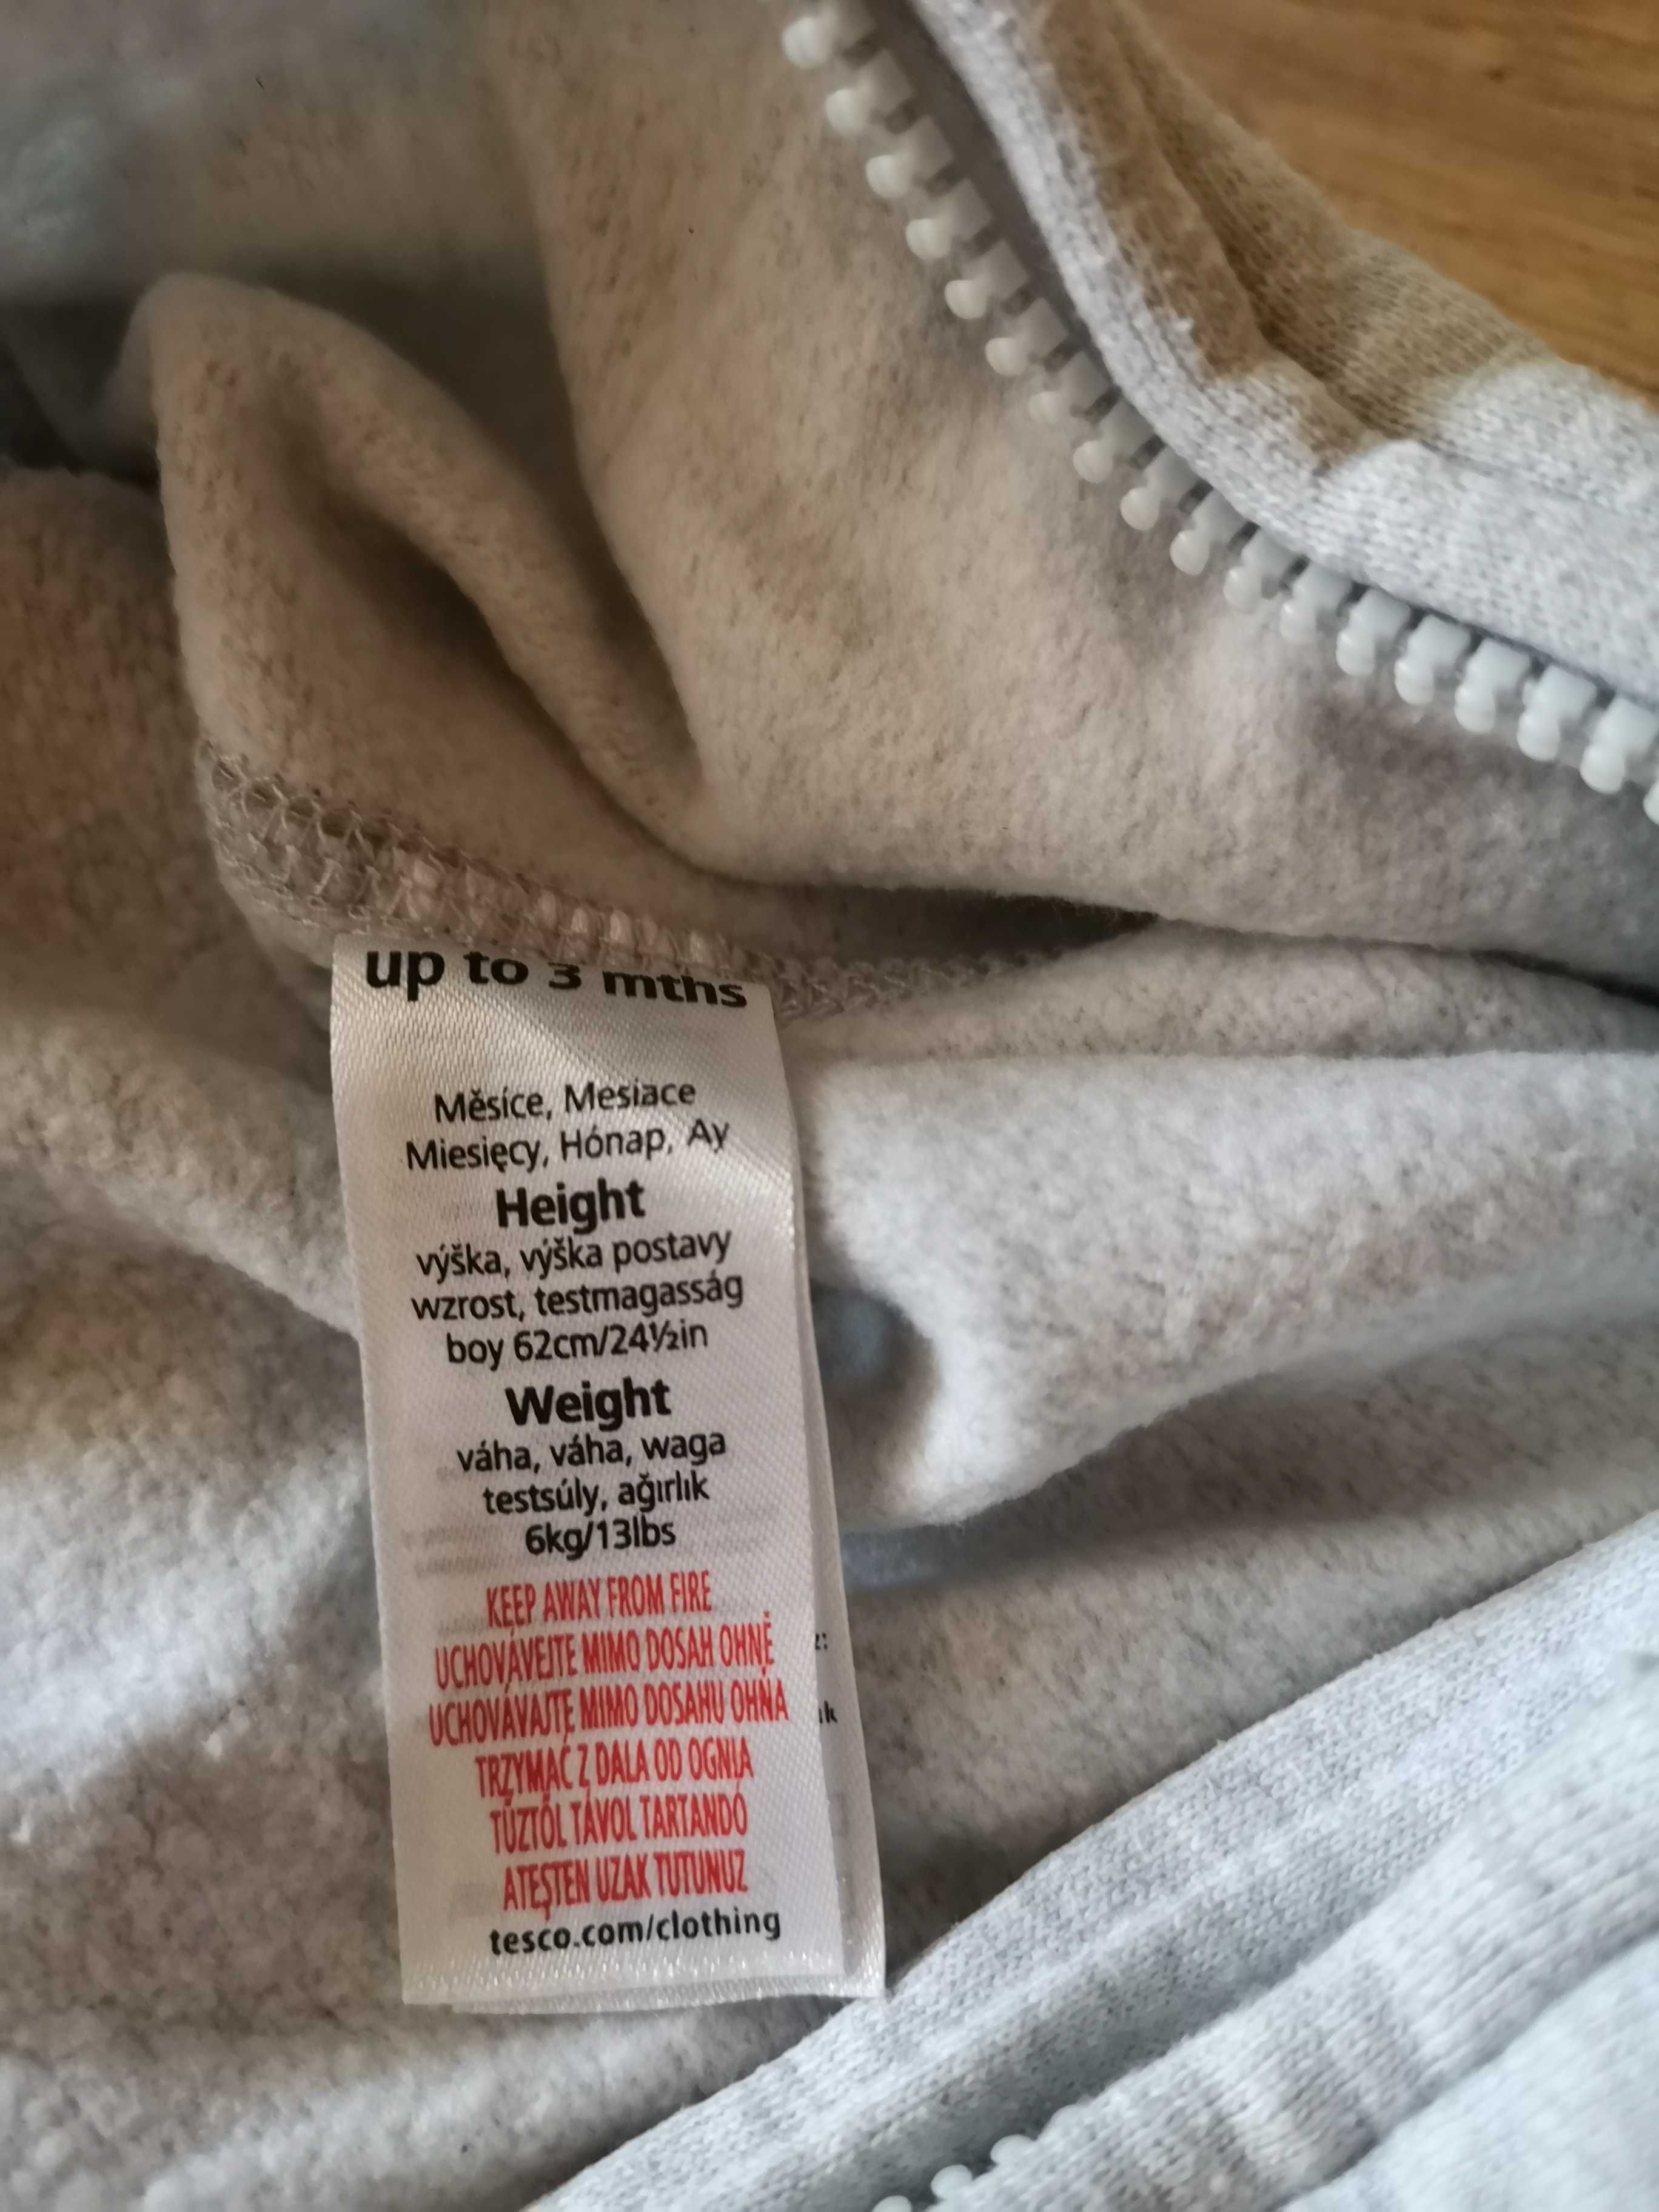 up to 3 mths
Měsíce, Mesiace
Miesięcy, Hónap, Ay
Height
výška, výška postavy
wzrost, testmagasság
boy 62cm/24½in
Weight
váha, váha, waga
testsúly, ağırlık
6kg/13lbs
KEEP AWAY FROM FIRE
UCHOVÁVEJTE MIMO DOSAH OHNĚ
UCHOVÁVAJTE MIMO DOSAHU OHŇA
TRZYMAĆ Z DALA OD OGNIA
TŰZTŐL TÁVOL TARTANDÓ
ATEŞTEN UZAK TUTUNUZ
tesco.com/clothing